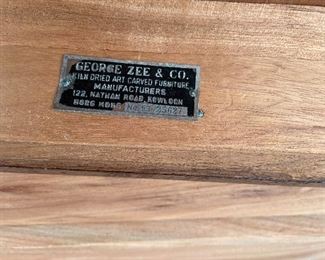 GEORGE ZEE & CO.
KILN DRIED ART CARVED FURNITURE
MANUFACTURERS
122, NATHAN ROAD, KOWLOON
HONG KONG